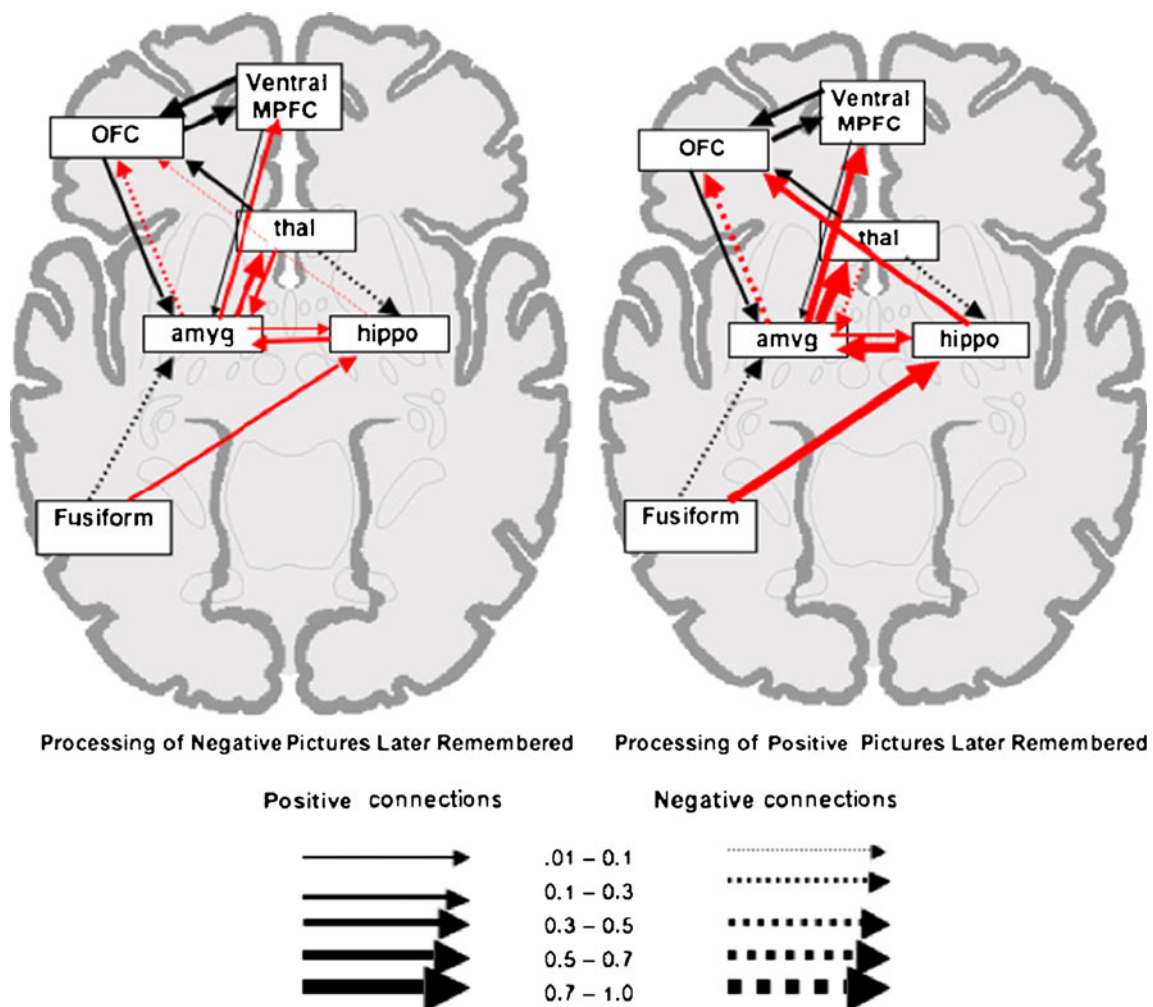 Ventral
MPFC
OFC
thal
amyg
hippo
Fusiform
Ventral
MPFC
OFC
thal
amvg
hippo
Fusiform
Processing of Negative Pictures Later Remembered
Processing of Positive Pictures Later Remembered
Positive connections
Negative connections
.01 – 0.1
0.1 – 0.3
0.3 – 0.5
0.5 – 0.7
0.7 – 1.0